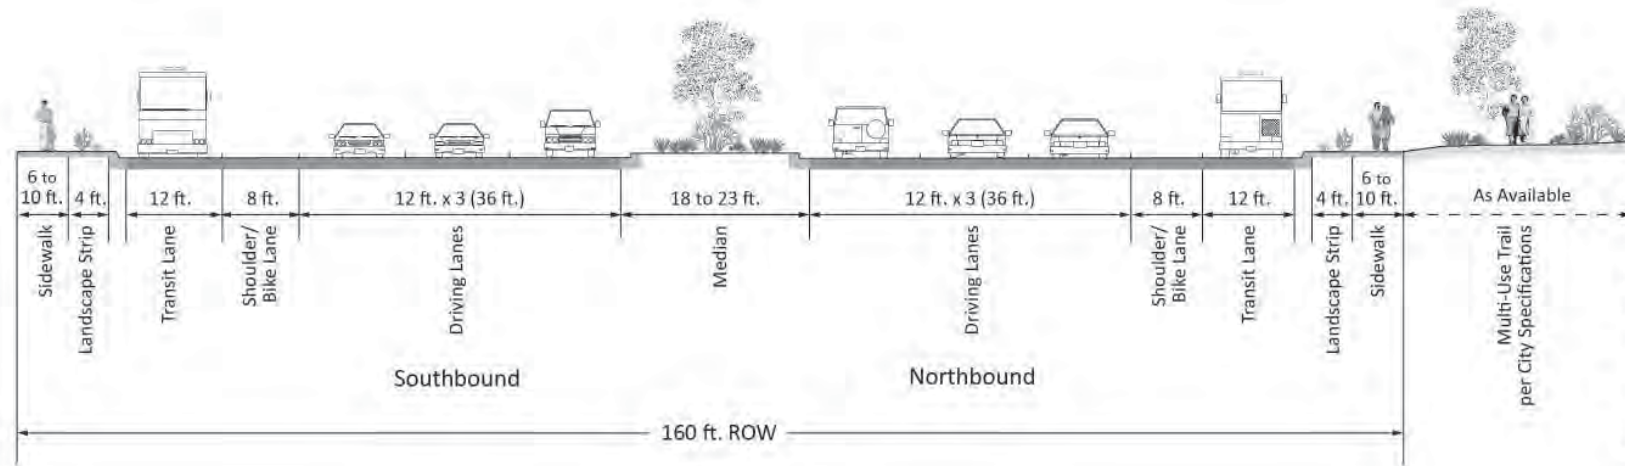 6 to
10 ft.
4 ft.
12 ft.
8 ft.
12 ft. x 3 (36 ft.)
18 to 23 ft.
12 ft. x 3 (36 ft.)
8 ft.
12 ft.
4 ft.
6 to
10 ft.
As Available
Sidewalk
Landscape Strip
Transit Lane
Shoulder/
Bike Lane
Driving Lanes
Median
Driving Lanes
Shoulder/
Bike Lane
Transit Lane
Landscape Strip
Sidewalk
Multi-Use Trail
per City Specifications
Southbound
Northbound
160 ft. ROW